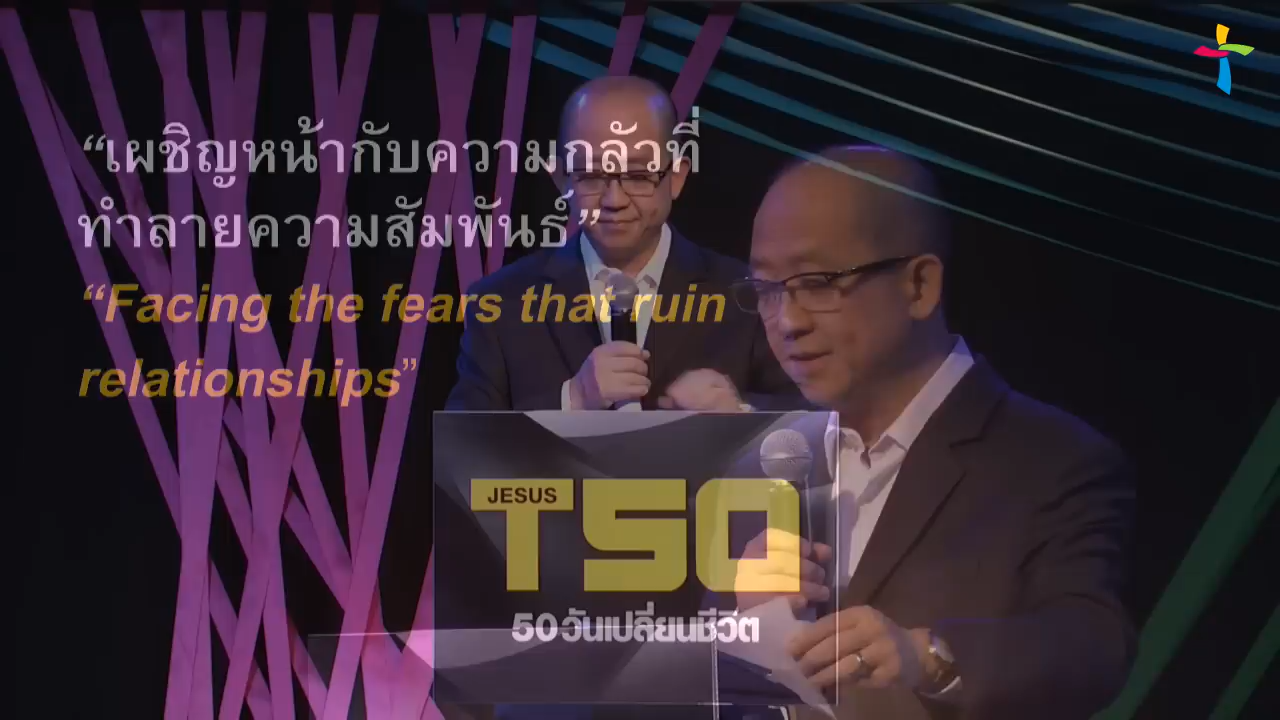 “เผชิญหน้ากับความกลัวที่
ทำลายความสัมพันธ์”
“Facing the fears that ruin
relationships”
JESUS
T50
50วันเปลี่ยนชีวิต